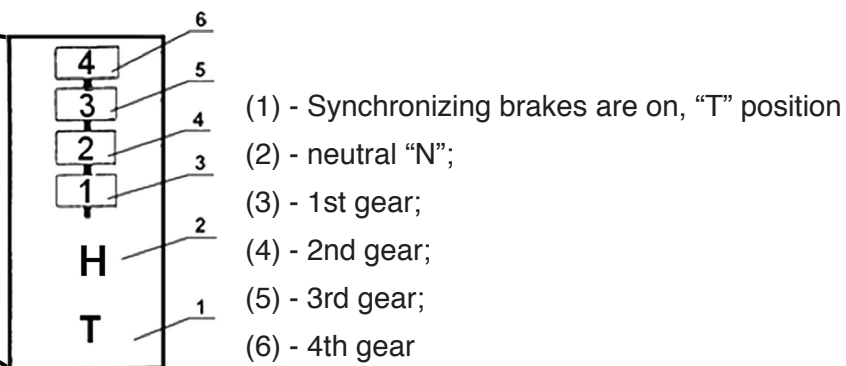 6
4
5
3
4
2
3
1
2
H
1
T
(1) - Synchronizing brakes are on, “T” position
(2) - neutral “N”;
(3) - 1st gear;
(4) - 2nd gear;
(5) - 3rd gear;
(6) - 4th gear